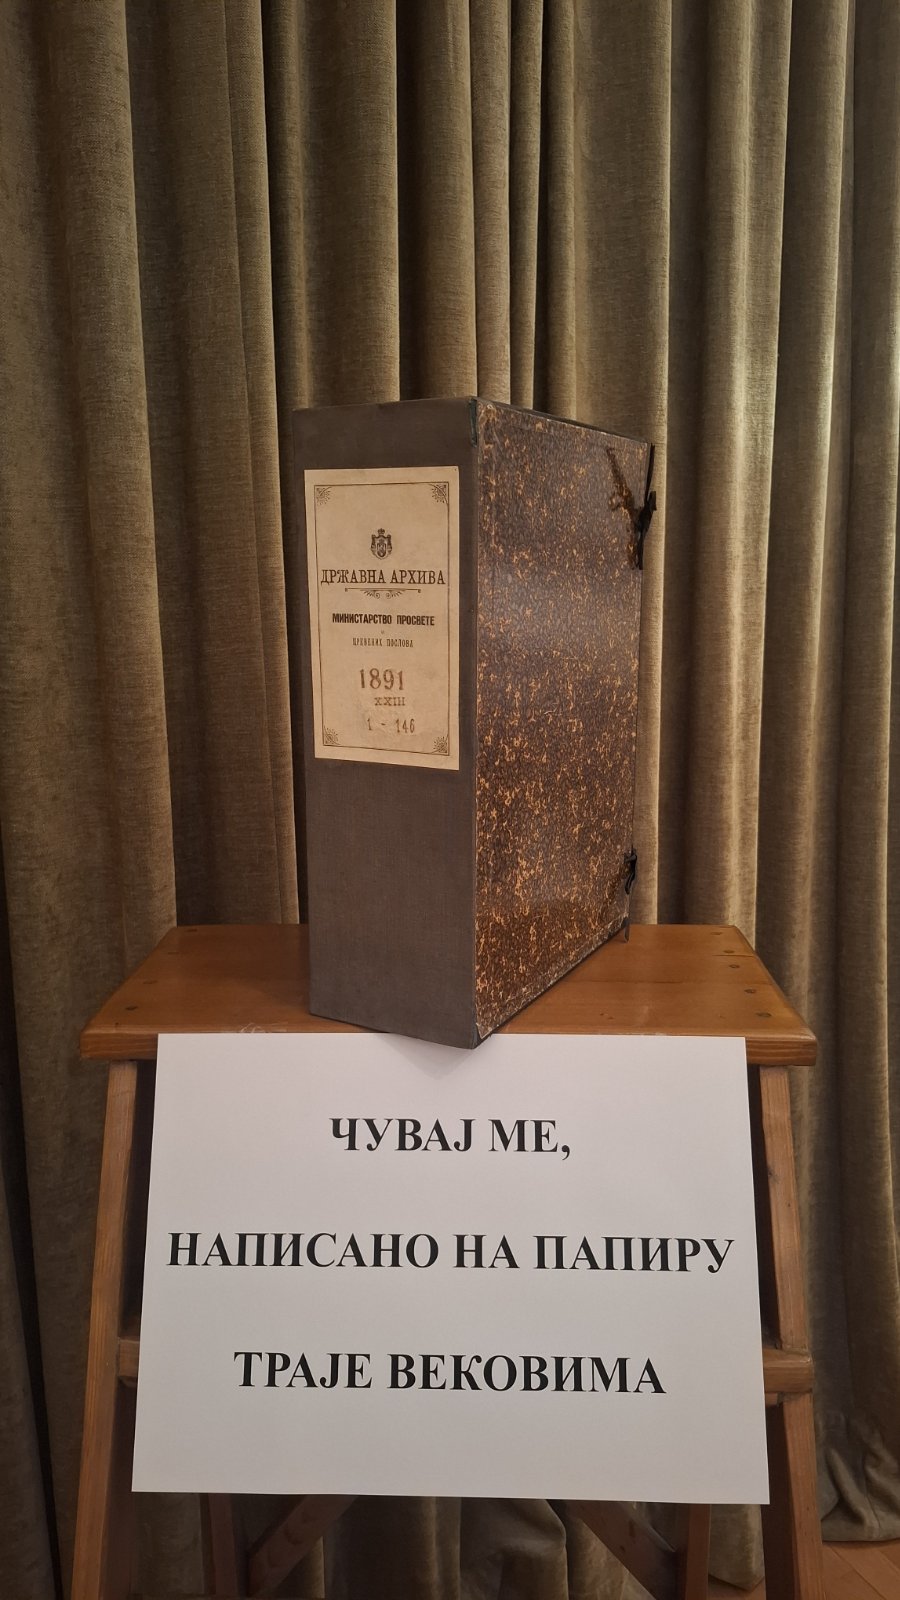 ДРЖАВНА АРХИВА
МИНИСТАРСТВО ПРОСВЕТЕ
и
ЦРКВЕНИХ ПОСЛОВА
1891
XXIII
1 - 146
ЧУВАЈ МЕ,
НАПИСАНО НА ПАПИРУ
ТРАЈЕ ВЕКОВИМА